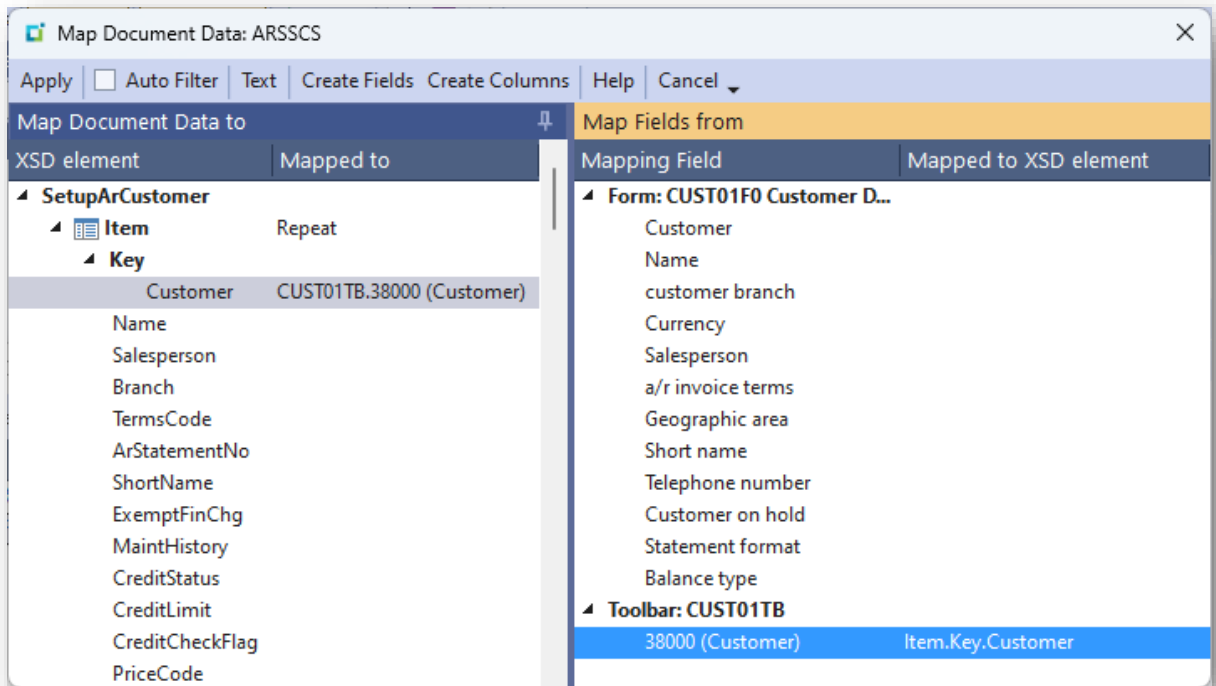 Map Document Data: ARSSCS
Apply Auto Filter Text Create Fields Create Columns Help Cancel
Map Document Data to
XSD element Mapped to
SetupArCustomer
Item Repeat
Key
Customer CUST01TB.38000 (Customer)
Name
Salesperson
Branch
TermsCode
ArStatementNo
ShortName
ExemptFinChg
MaintHistory
CreditStatus
CreditLimit
CreditCheckFlag
PriceCode
Map Fields from
Mapping Field Mapped to XSD element
Form: CUST01F0 Customer D...
Customer
Name
customer branch
Currency
Salesperson
a/r invoice terms
Geographic area
Short name
Telephone number
Customer on hold
Statement format
Balance type
Toolbar: CUST01TB
38000 (Customer) Item.Key.Customer